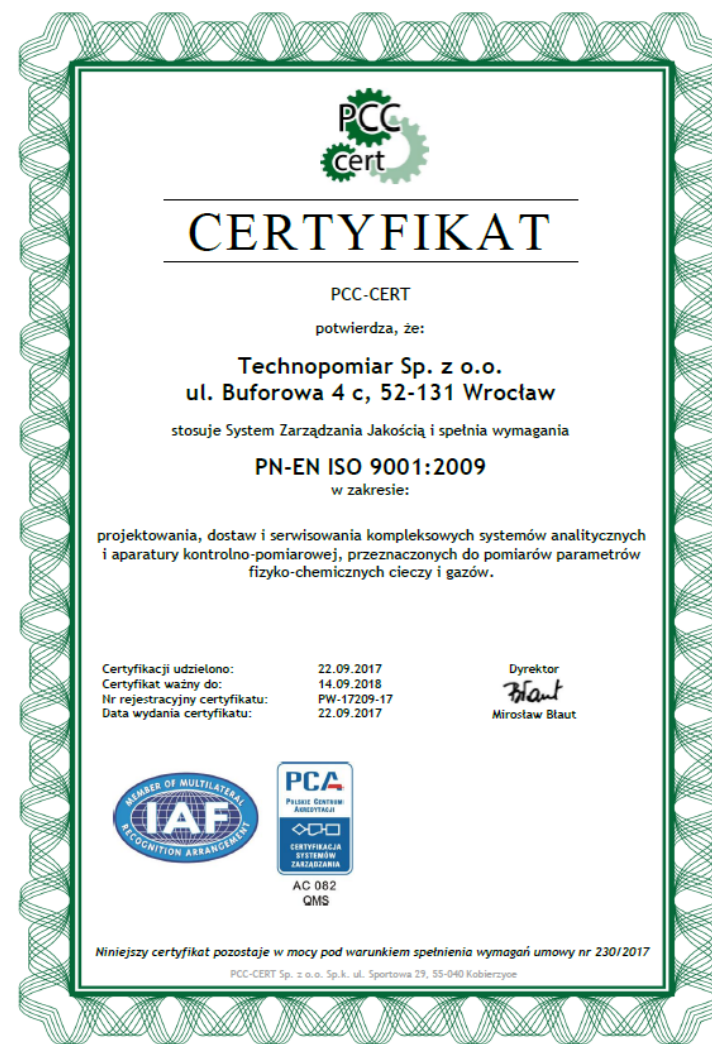 PCC
cert
CERTYFIKAT
PCC-CERT
potwierdza, że:
Technopomiar Sp. z o.o.
ul. Buforowa 4 c, 52-131 Wrocław
stosuje System Zarządzania Jakością i spełnia wymagania
PN-EN ISO 9001:2009
w zakresie:
projektowania, dostaw i serwisowania kompleksowych systemów analitycznych
i aparatury kontrolno-pomiarowej, przeznaczonych do pomiarów parametrów
fizyko-chemicznych cieczy i gazów.
Certyfikacji udzielono: 22.09.2017
Certyfikat ważny do: 14.09.2018
Nr rejestracyjny certyfikatu: PW-17209-17
Data wydania certyfikatu: 22.09.2017
Dyrektor
Błaut
Mirosław Błaut
MEMBER OF MULTILATERAL
IAF
RECOGNITION ARRANGEMENT
PCA
POLSKIE CENTRUM
AKREDYTACJI
CERTYFIKACJA
SYSTEMÓW
ZARZĄDZANIA
AC 082
QMS
Niniejszy certyfikat pozostaje w mocy pod warunkiem spełnienia wymagań umowy nr 230/2017
PCC-CERT Sp. z o.o. Sp.k. ul. Sportowa 29, 55-040 Kobierzyce